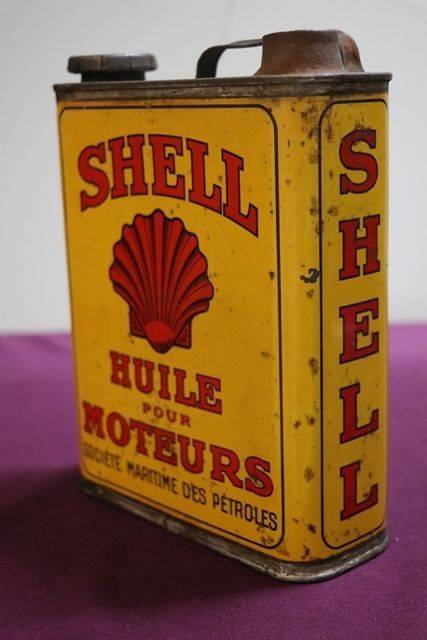 SHELL
HUILE
POUR
MOTEURS
SOCIÉTÉ MARITIME DES PÉTROLES
SHELL